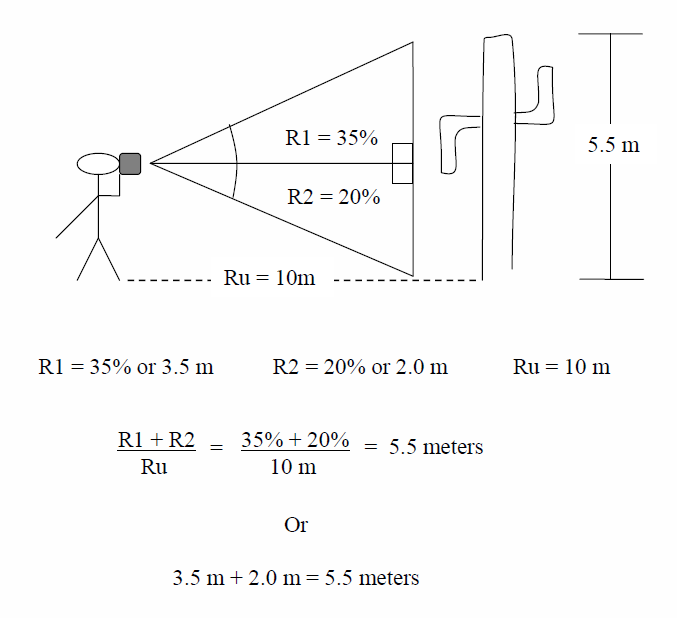 R1 = 35%
5.5 m
R2 = 20%
Ru = 10m
R1 = 35% or 3.5 m R2 = 20% or 2.0 m Ru = 10 m
R1 + R2 = 35% + 20% = 5.5 meters
Ru 10 m
Or
3.5 m + 2.0 m = 5.5 meters